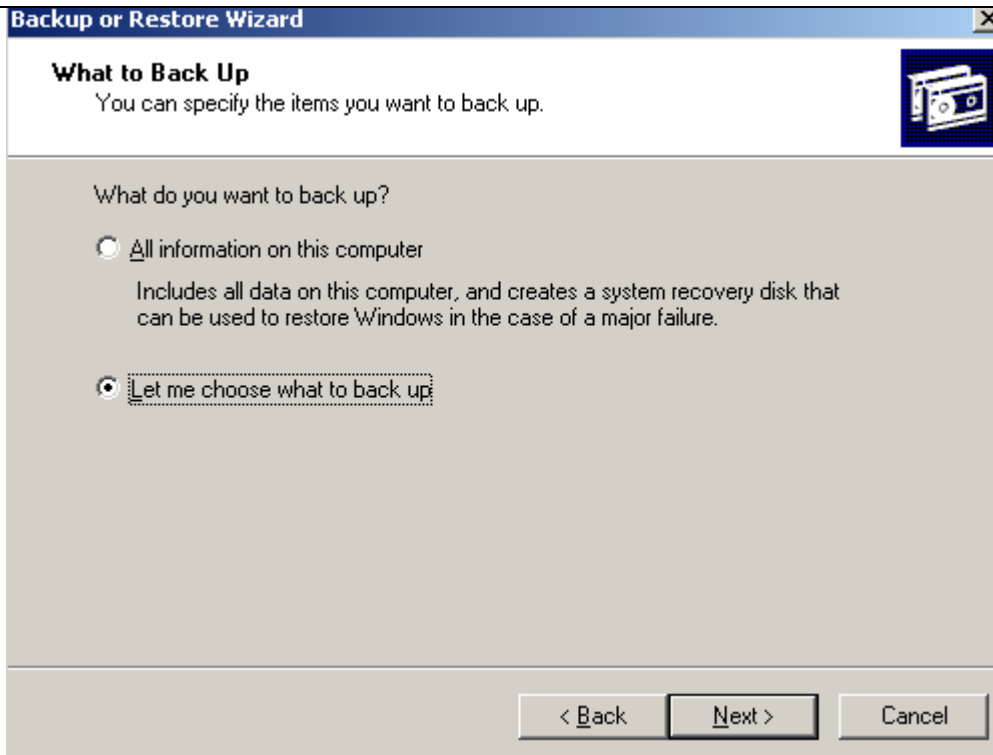 Backup or Restore Wizard
What to Back Up
You can specify the items you want to back up.
What do you want to back up?
All information on this computer
Includes all data on this computer, and creates a system recovery disk that
can be used to restore Windows in the case of a major failure.
Let me choose what to back up
< Back Next > Cancel